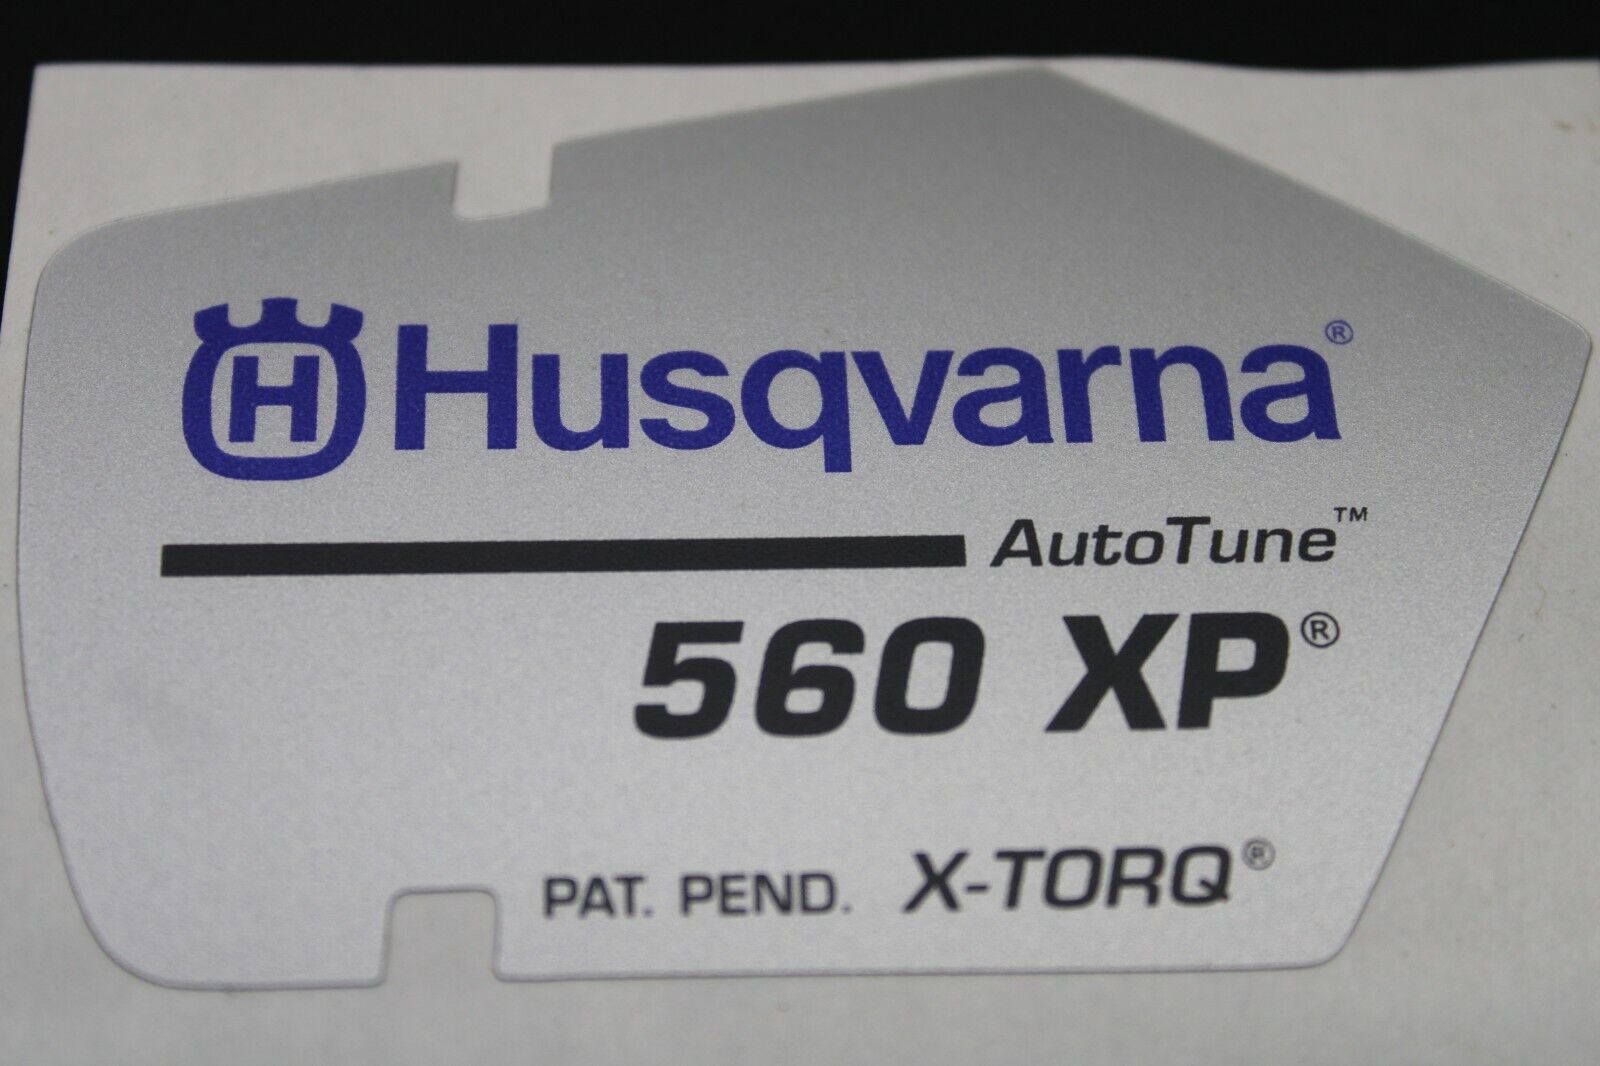 H Husqvarna®
AutoTune™
560 XP®
PAT. PEND. X-TORQ®